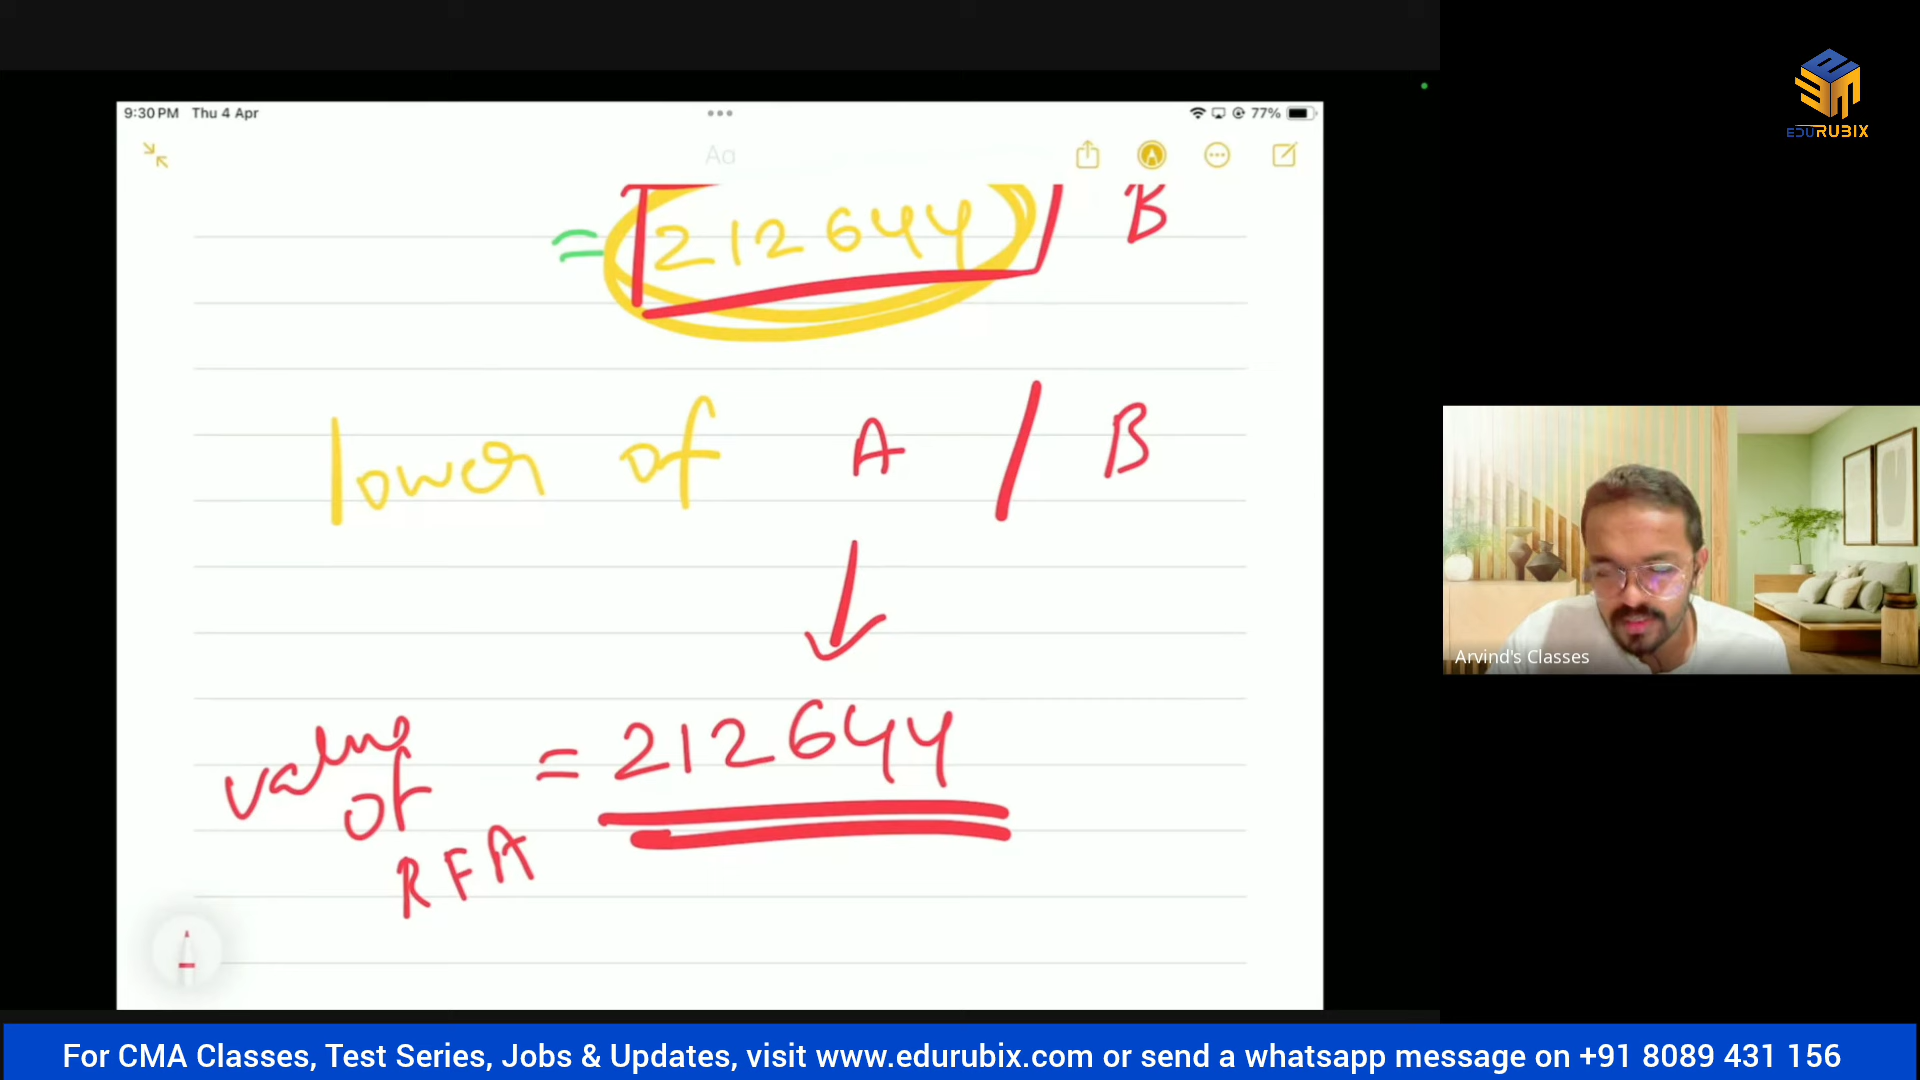 9:30 PM Thu 4 Apr
77%
Aa
EDURUBIX
= 212644 B
lower of A / B
value of RFA = 212644
Arvind's Classes
For CMA Classes, Test Series, Jobs & Updates, visit www.edurubix.com or send a whatsapp message on +91 8089 431 156